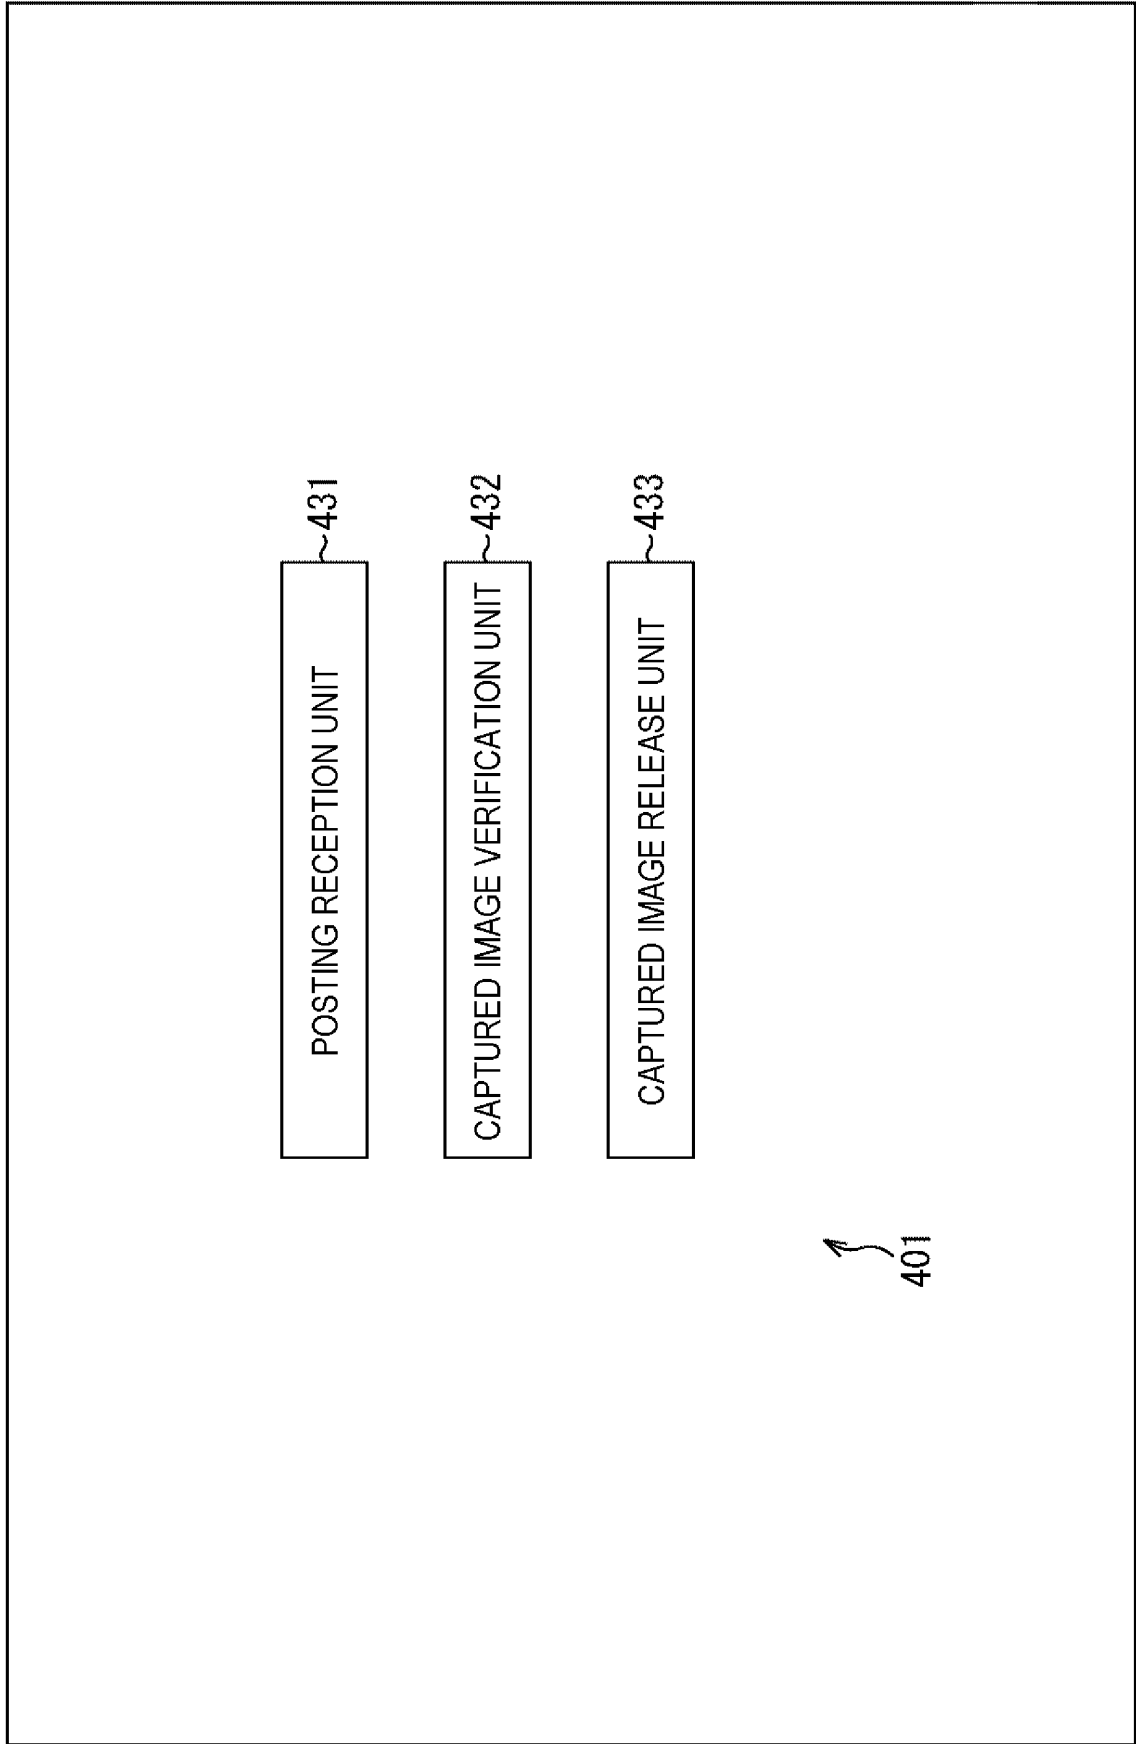 POSTING RECEPTION UNIT
431
CAPTURED IMAGE VERIFICATION UNIT
432
CAPTURED IMAGE RELEASE UNIT
433
401